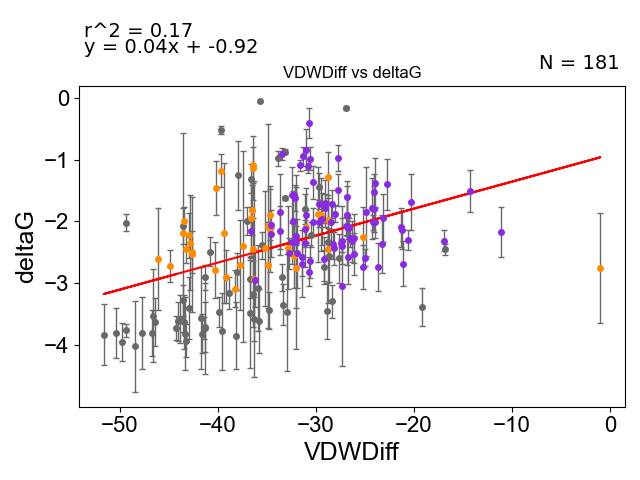 r^2 = 0.17
y = 0.04x + -0.92
N = 181
VDWDiff vs deltaG
0
−1
−2
−3
−4
deltaG
−50
−40
−30
−20
−10
0
VDWDiff